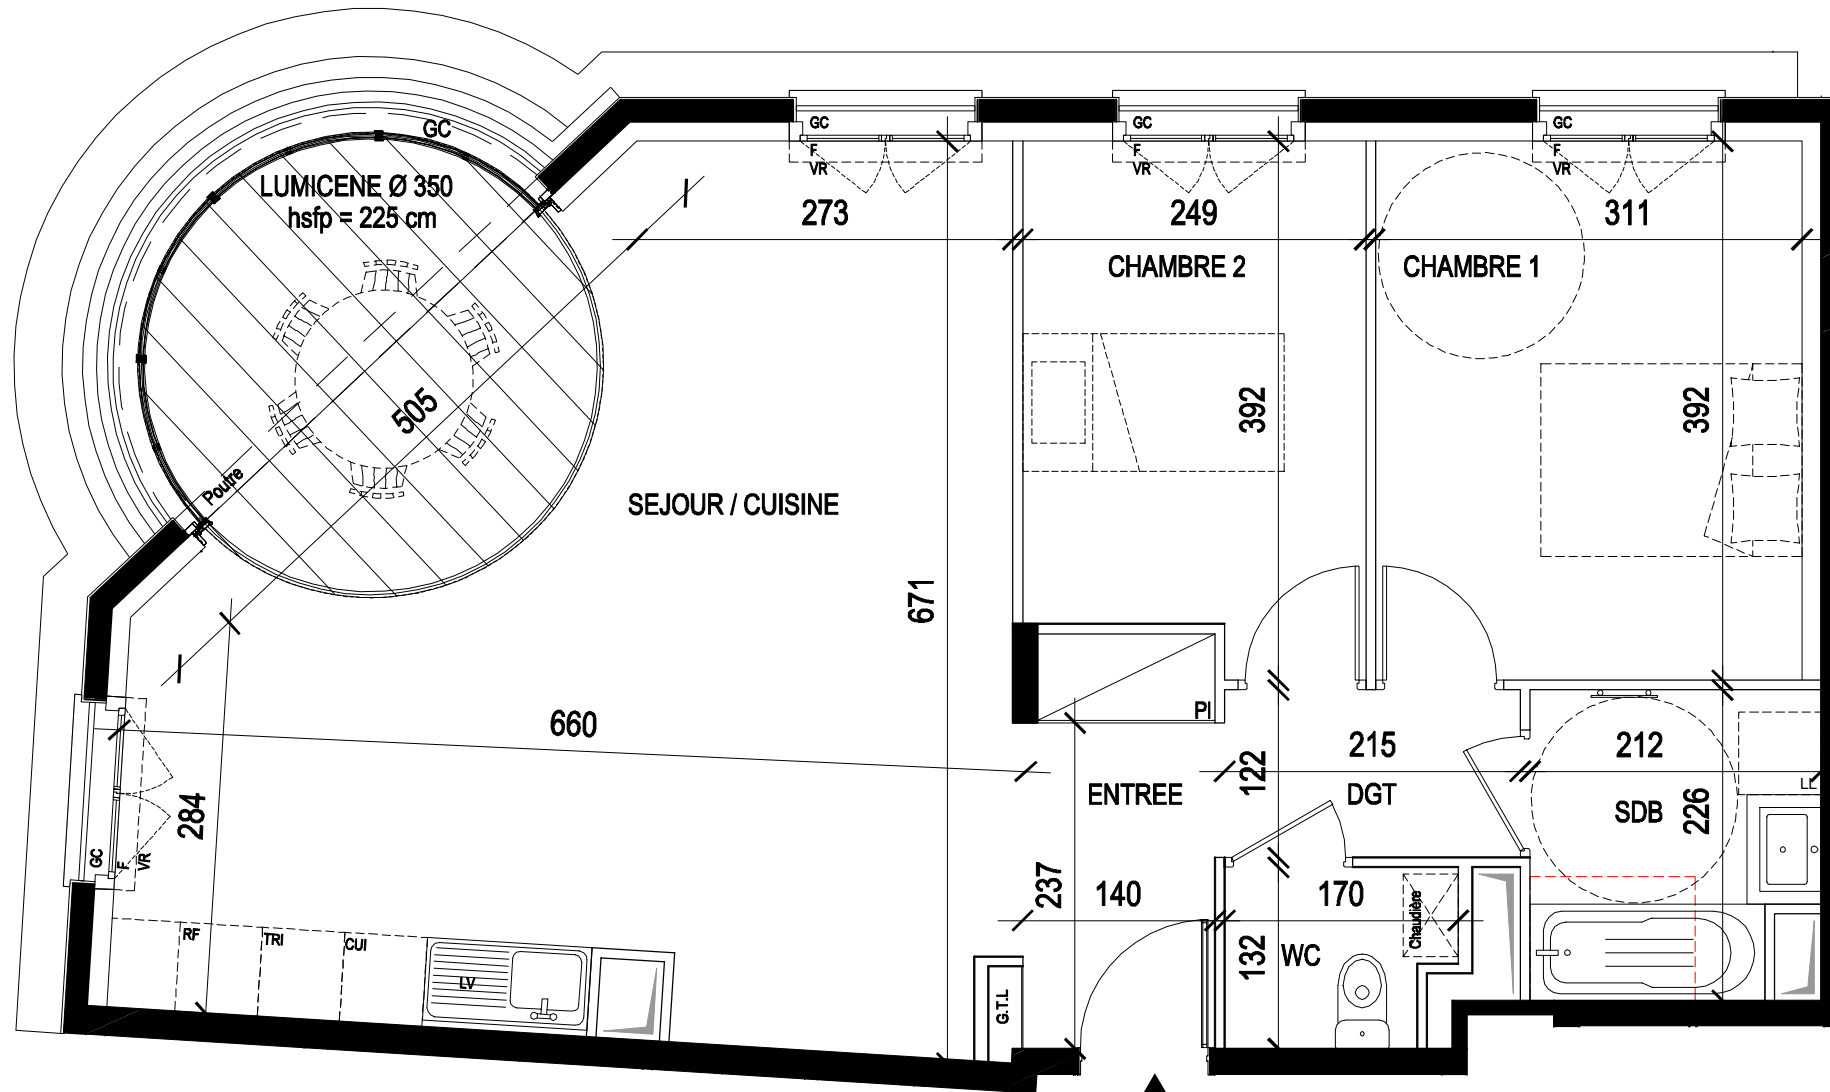 GC
LUMICENE Ø 350
hsfp = 225 cm
GC
F
VR
273
GC
F
VR
249
GC
F
VR
311
CHAMBRE 2
CHAMBRE 1
505
392
392
Poutre
SEJOUR / CUISINE
671
PI
660
122
215
212
ENTREE
DGT
SDB
226
LL
284
GC
F
VR
237
140
170
Chaudière
RF
TRI
CUI
LV
132
WC
G.T.L